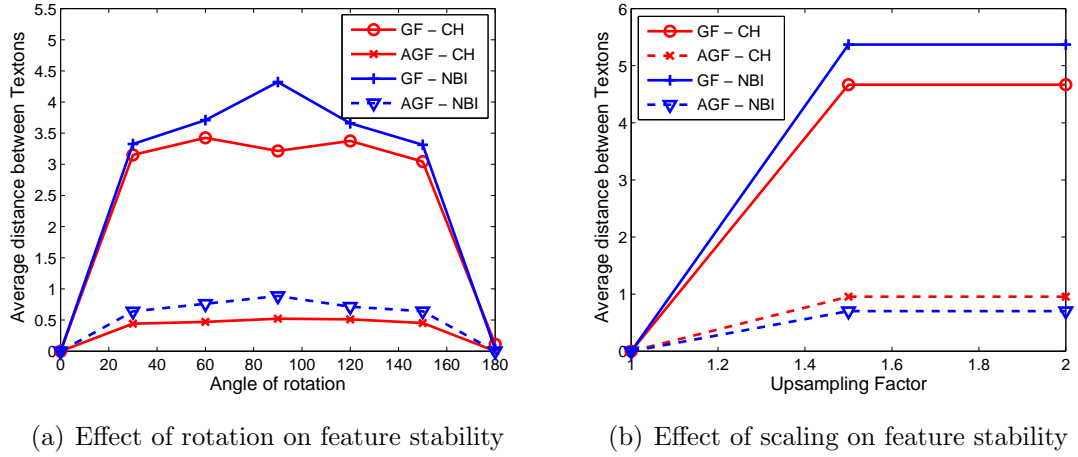 5.5
5
4.5
4
3.5
3
2.5
2
1.5
1
0.5
0
0 20 40 60 80 100 120 140 160 180
Average distance between Textons
Angle of rotation
GF – CH
AGF – CH
GF – NBI
AGF – NBI
(a) Effect of rotation on feature stability
6
5
4
3
2
1
0
1 1.2 1.4 1.6 1.8 2
Average distance between Textons
Upsampling Factor
GF – CH
AGF – CH
GF – NBI
AGF – NBI
(b) Effect of scaling on feature stability